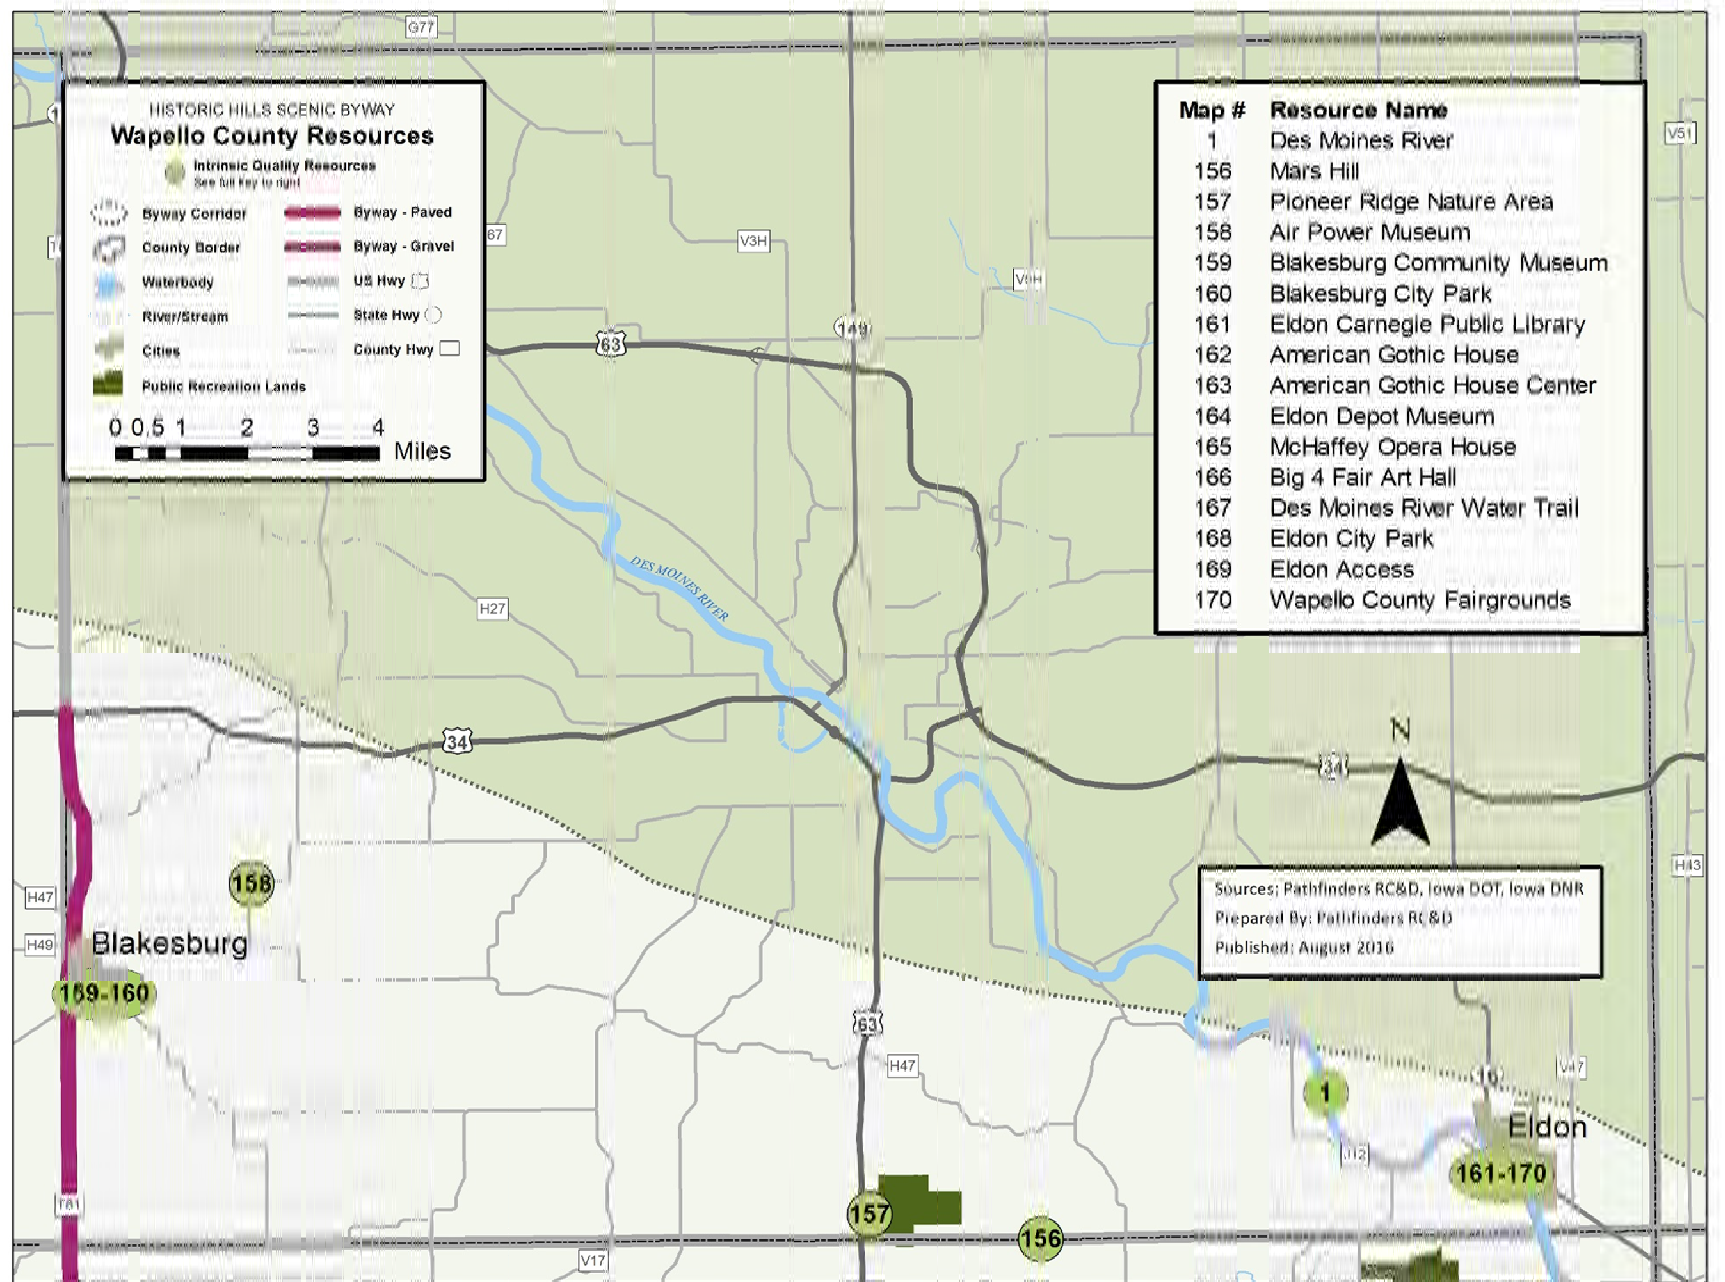 G77
HISTORIC HILLS SCENIC BYWAY
Wapello County Resources
Intrinsic Quality Resources
See full key to right
Byway Corridor
Byway - Paved
County Border
Byway - Gravel
Waterbody
US Hwy
River/Stream
State Hwy
Cities
County Hwy
Public Recreation Lands
0 0.5 1 2 3 4
Miles
Map # Resource Name
1 Des Moines River
156 Mars Hill
157 Pioneer Ridge Nature Area
158 Air Power Museum
159 Blakesburg Community Museum
160 Blakesburg City Park
161 Eldon Carnegie Public Library
162 American Gothic House
163 American Gothic House Center
164 Eldon Depot Museum
165 McHaffey Opera House
166 Big 4 Fair Art Hall
167 Des Moines River Water Trail
168 Eldon City Park
169 Eldon Access
170 Wapello County Fairgrounds
V51
67
V3H
63
149
DES MOINES RIVER
H27
34
N
34
158
H47
H43
Sources: Pathfinders RC&D, Iowa DOT, Iowa DNR
Prepared By: Pathfinders RC&D
Published: August 2016
H49
Blakesburg
159-160
63
H47
V47
16
1
Eldon
J12
161-170
T61
157
156
V17